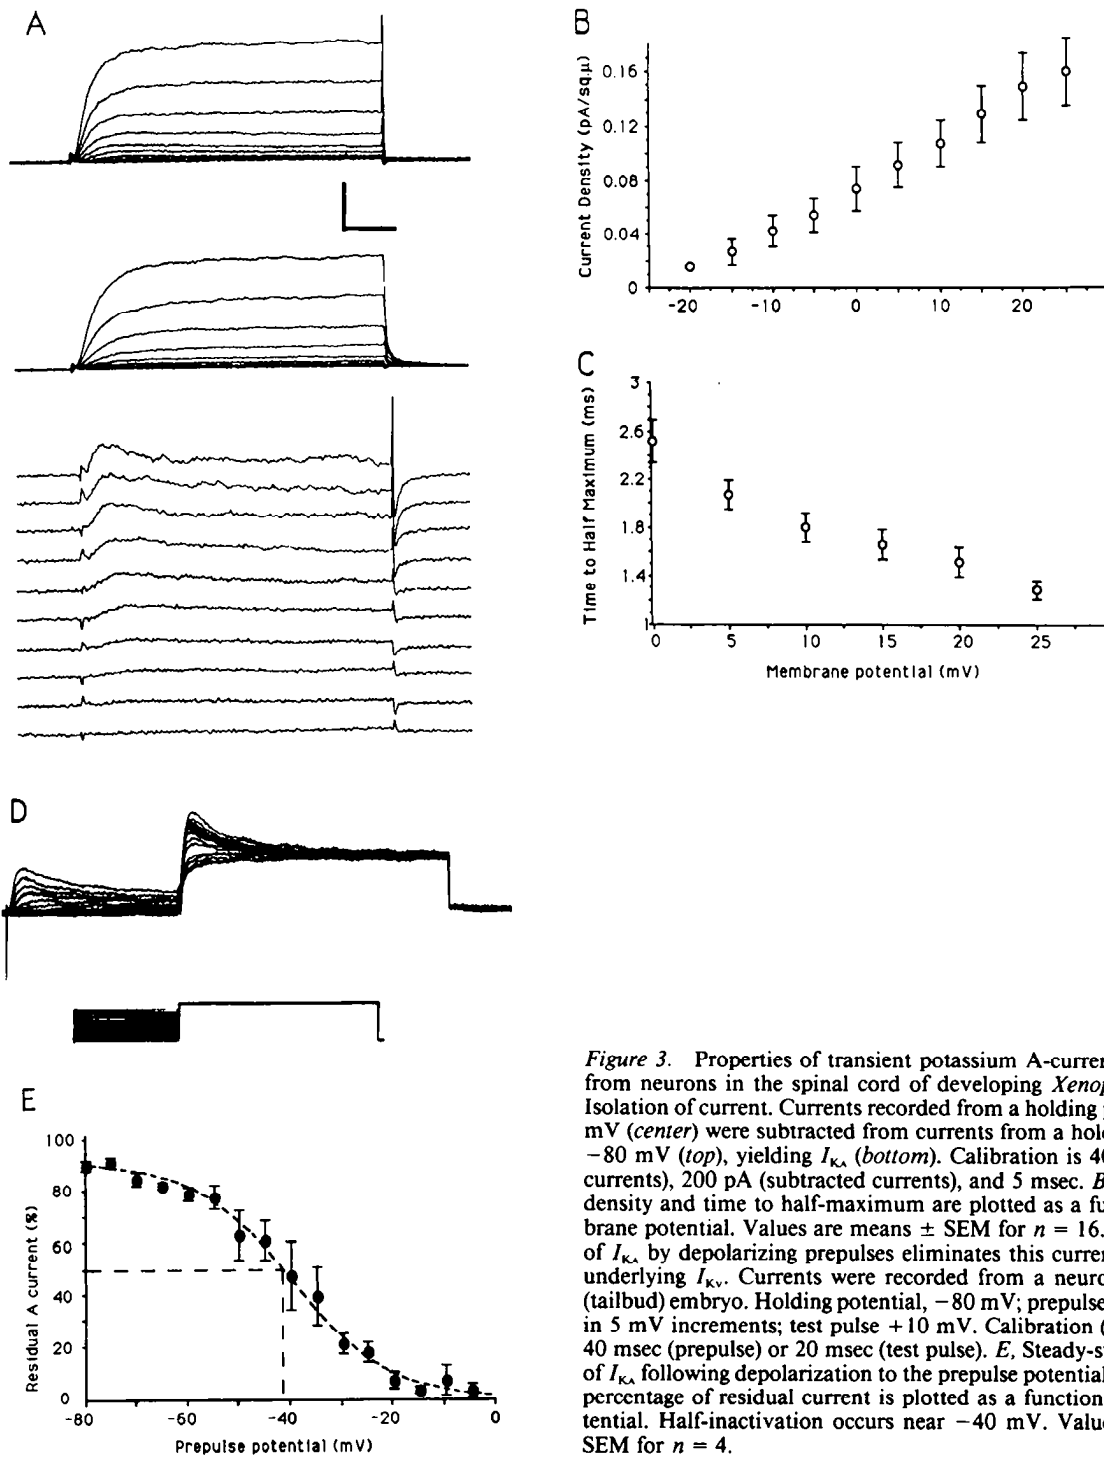 A
B
Current Density (pA/sq.µ)
0.16
0.12
0.08
0.04
0
-20
-10
0
10
20
C
Time to Half Maximum (ms)
3
2.6
2.2
1.8
1.4
1
0
5
10
15
20
25
Membrane potential (mV)
D
E
Residual A current (%)
100
80
60
40
20
0
-80
-60
-40
-20
0
Prepulse potential (mV)
Figure 3. Properties of transient potassium A-curren
from neurons in the spinal cord of developing Xenop
Isolation of current. Currents recorded from a holding
mV (center) were subtracted from currents from a hol
−80 mV (top), yielding IKA (bottom). Calibration is 40
currents), 200 pA (subtracted currents), and 5 msec. B
density and time to half-maximum are plotted as a fu
brane potential. Values are means ± SEM for n = 16.
of IKA by depolarizing prepulses eliminates this curren
underlying IKv. Currents were recorded from a neuro
(tailbud) embryo. Holding potential, −80 mV; prepulse
in 5 mV increments; test pulse +10 mV. Calibration (
40 msec (prepulse) or 20 msec (test pulse). E, Steady-s
of IKA following depolarization to the prepulse potential
percentage of residual current is plotted as a function
tential. Half-inactivation occurs near −40 mV. Value
SEM for n = 4.